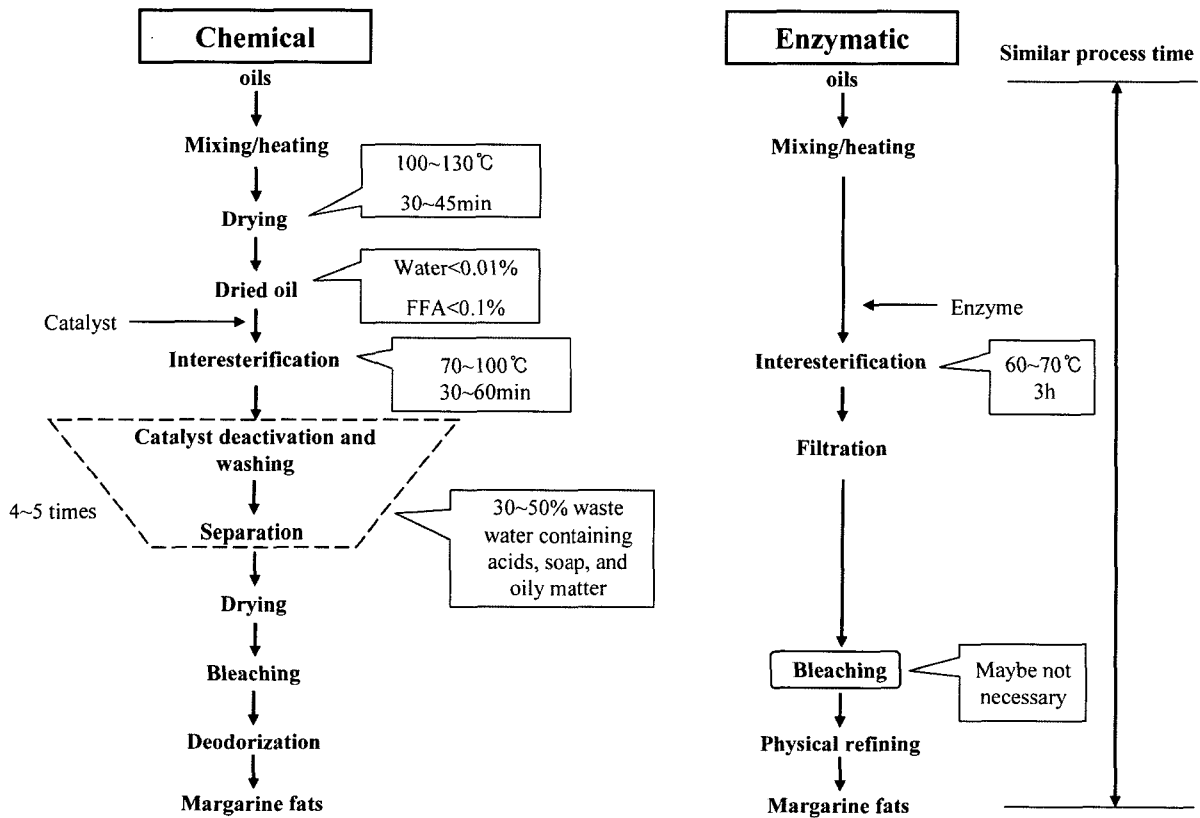 Chemical
oils
Mixing/heating
100~130℃
30~45min
Drying
Water<0.01%
FFA<0.1%
Dried oil
Catalyst
Interesterification
70~100℃
30~60min
Catalyst deactivation and
washing
4~5 times
Separation
30~50% waste
water containing
acids, soap, and
oily matter
Drying
Bleaching
Deodorization
Margarine fats
Enzymatic
oils
Mixing/heating
Enzyme
Interesterification
60~70℃
3h
Filtration
Bleaching
Maybe not
necessary
Physical refining
Margarine fats
Similar process time